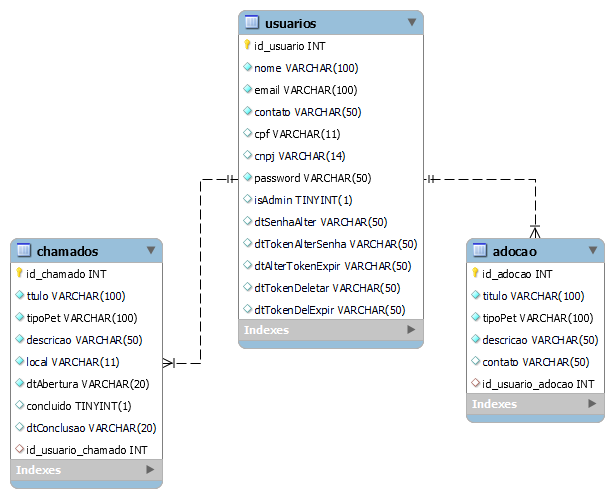 usuarios
id_usuario INT
nome VARCHAR(100)
email VARCHAR(100)
contato VARCHAR(50)
cpf VARCHAR(11)
cnpj VARCHAR(14)
password VARCHAR(50)
isAdmin TINYINT(1)
dtSenhaAlter VARCHAR(50)
dtTokenAlterSenha VARCHAR(50)
dtAlterTokenExpir VARCHAR(50)
dtTokenDeletar VARCHAR(50)
dtTokenDelExpir VARCHAR(50)
Indexes
chamados
id_chamado INT
ttulo VARCHAR(100)
tipoPet VARCHAR(100)
descricao VARCHAR(50)
local VARCHAR(11)
dtAbertura VARCHAR(20)
concluido TINYINT(1)
dtConclusao VARCHAR(20)
id_usuario_chamado INT
Indexes
adocao
id_adocao INT
titulo VARCHAR(100)
tipoPet VARCHAR(100)
descricao VARCHAR(50)
contato VARCHAR(50)
id_usuario_adocao INT
Indexes